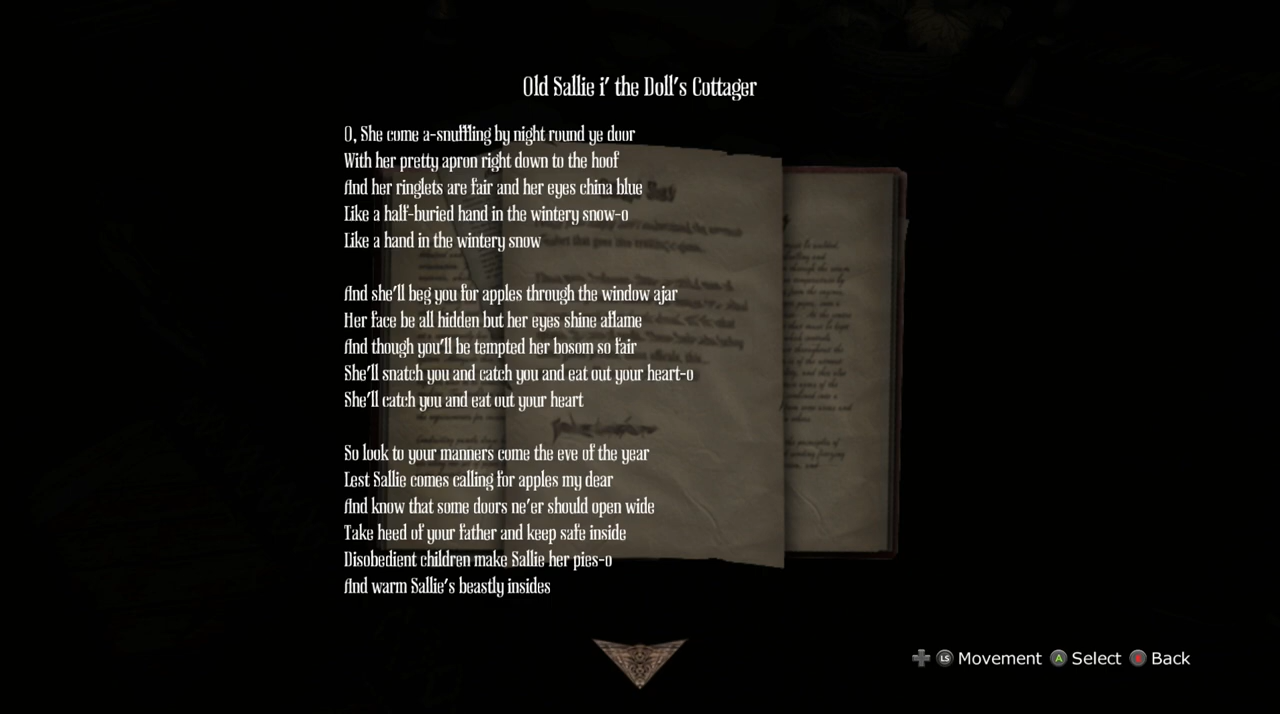 Old Sallie i' the Doll's Cottager
O, She come a-snuffling by night round ye door
With her pretty apron right down to the hoof
And her ringlets are fair and her eyes china blue
Like a half-buried hand in the wintery snow-o
Like a hand in the wintery snow
And she'll beg you for apples through the window ajar
Her face be all hidden but her eyes shine aflame
And though you'll be tempted her bosom so fair
She'll snatch you and catch you and eat out your heart-o
She'll catch you and eat out your heart
So look to your manners come the eve of the year
Lest Sallie comes calling for apples my dear
And know that some doors ne'er should open wide
Take heed of your father and keep safe inside
Disobedient children make Sallie her pies-o
And warm Sallie's beastly insides
LS Movement A Select B Back